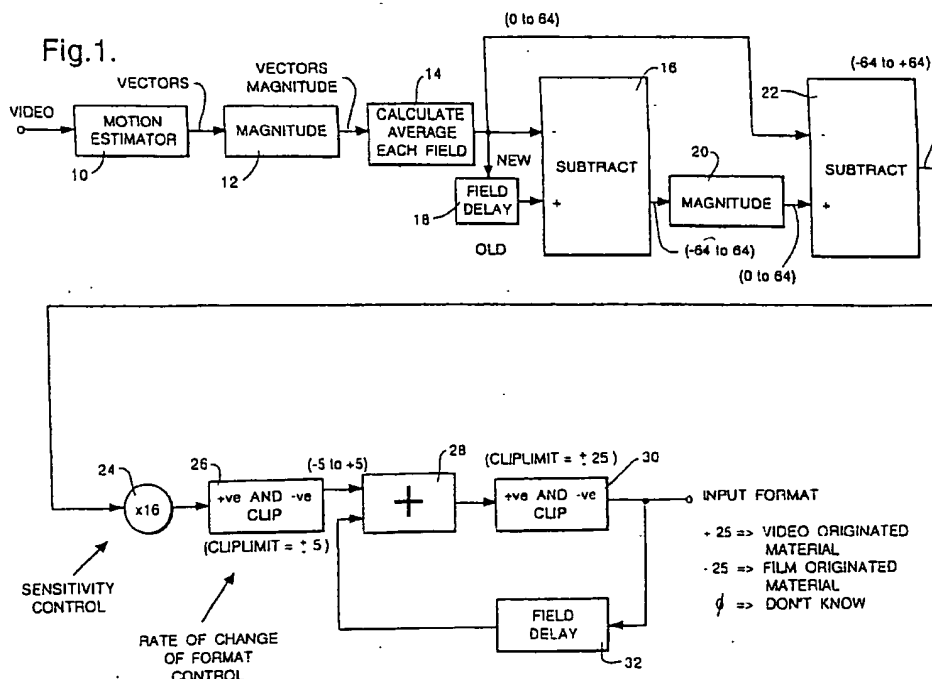 Fig.1.
(0 to 64)
(-64 to +64)
VIDEO
VECTORS
VECTORS
MAGNITUDE
14
16
22
MOTION
ESTIMATOR
MAGNITUDE
CALCULATE
AVERAGE
EACH FIELD
-
-
10
12
NEW
SUBTRACT
20
SUBTRACT
18
FIELD
DELAY
+
MAGNITUDE
+
OLD
(-64 to 64)
(0 to 64)
24
26
(-5 to +5)
28
(CLIPLIMIT = ± 25)
30
x16
+ve AND -ve
CLIP
+
+ve AND -ve
CLIP
INPUT FORMAT
(CLIPLIMIT = ± 5)
+ 25 => VIDEO ORIGINATED
MATERIAL
- 25 => FILM ORIGINATED
MATERIAL
ϕ => DON'T KNOW
SENSITIVITY
CONTROL
FIELD
DELAY
32
RATE OF CHANGE
OF FORMAT
CONTROL